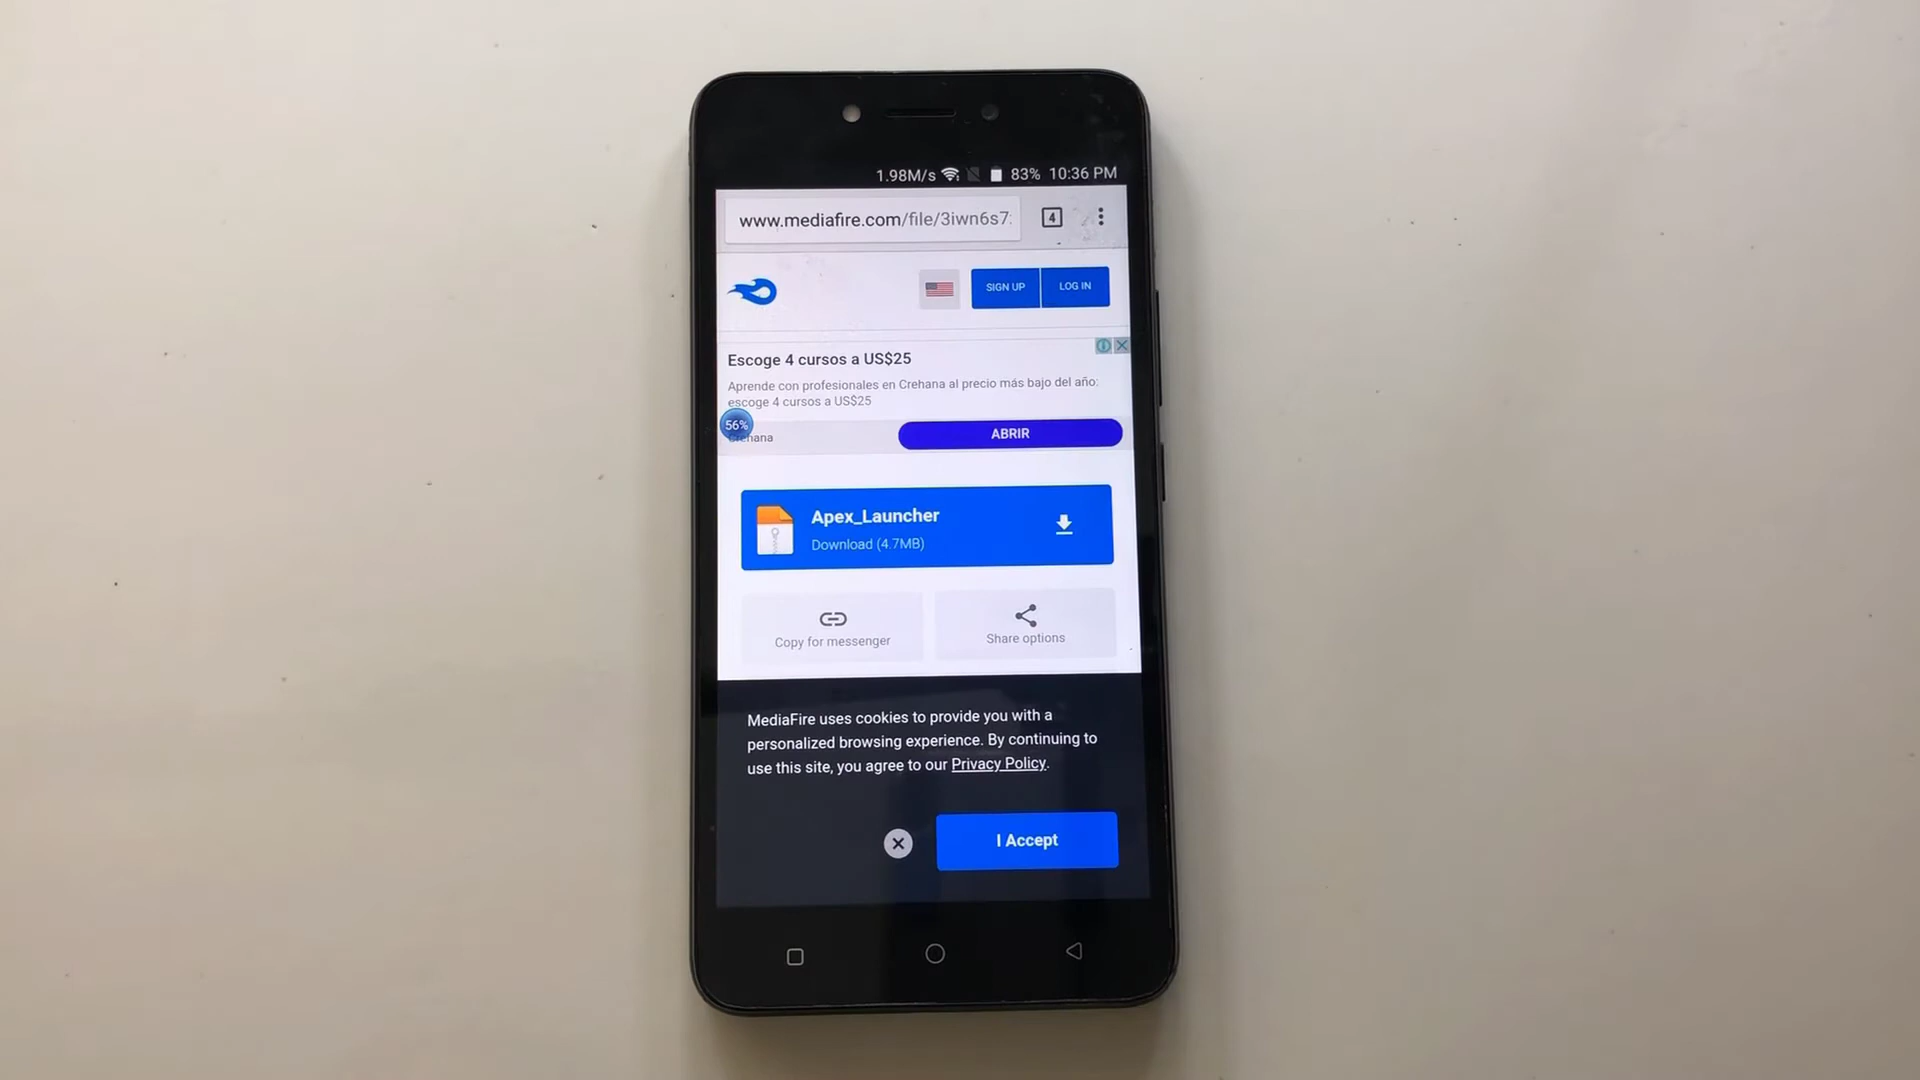 1.98M/s 83% 10:36 PM
www.mediafire.com/file/3iwn6s7
4
SIGN UP LOG IN
Escoge 4 cursos a US$25
Aprende con profesionales en Crehana al precio más bajo del año:
escoge 4 cursos a US$25
56%
Crehana
ABRIR
Apex_Launcher
Download (4.7MB)
Copy for messenger
Share options
MediaFire uses cookies to provide you with a
personalized browsing experience. By continuing to
use this site, you agree to our Privacy Policy.
I Accept